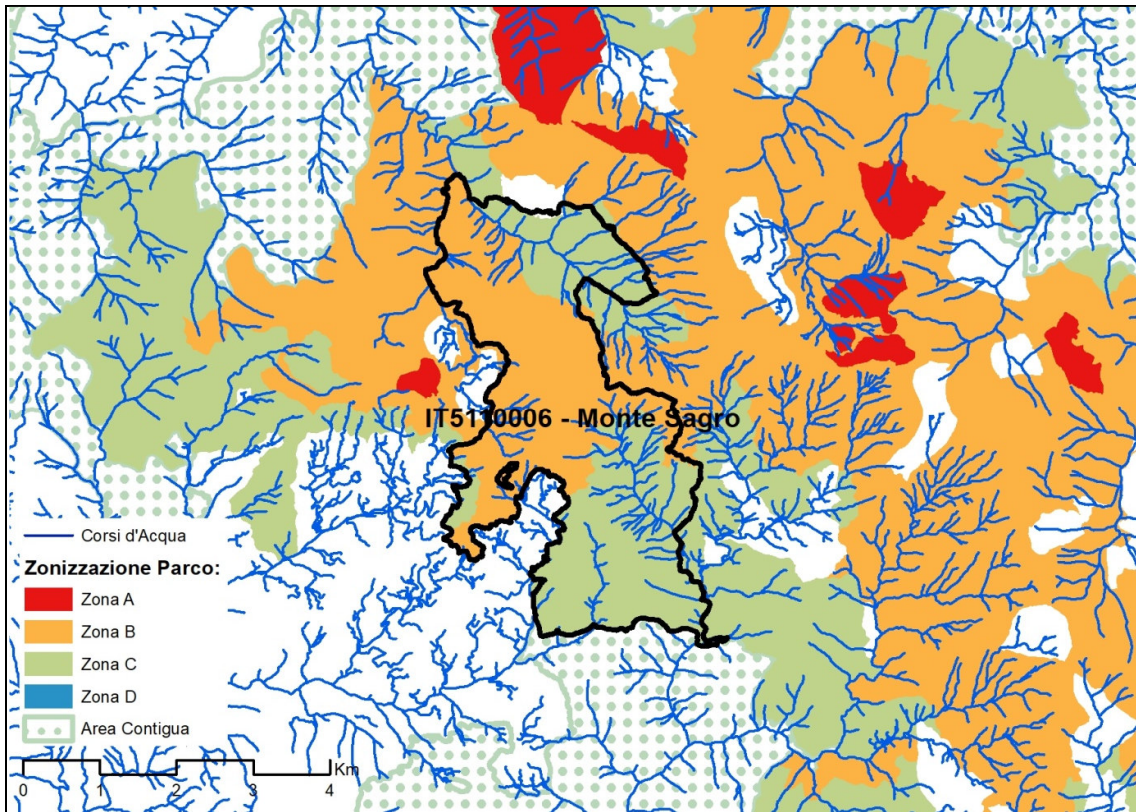 IT5110006 - Monte Sagro
Corsi d'Acqua
Zonizzazione Parco:
Zona A
Zona B
Zona C
Zona D
Area Contigua
Km
0 1 2 3 4